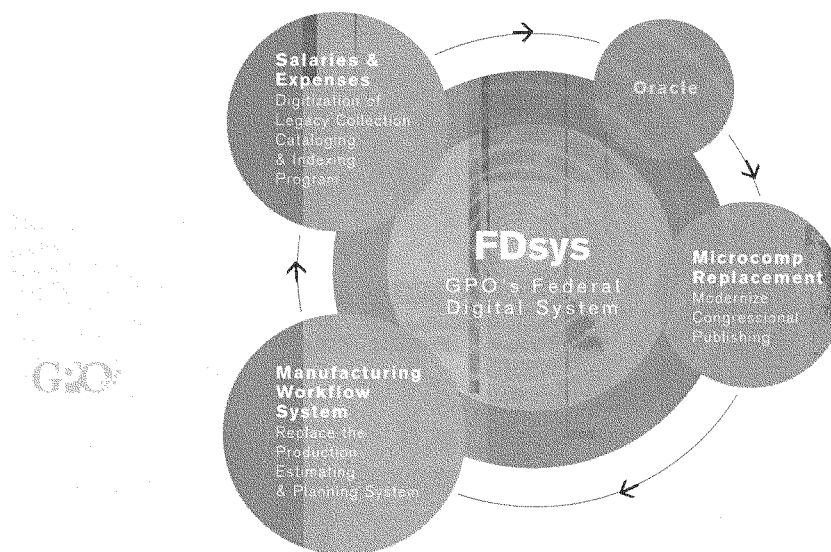 Salaries &
Expenses
Digitization of
Legacy Collection
Cataloging
& Indexing
Program
Oracle
FDsys
GPO's Federal
Digital System
Microcomp
Replacement
Modernize
Congressional
Publishing
GPO
Manufacturing
Workflow
System
Replace the
Production
Estimating
& Planning System